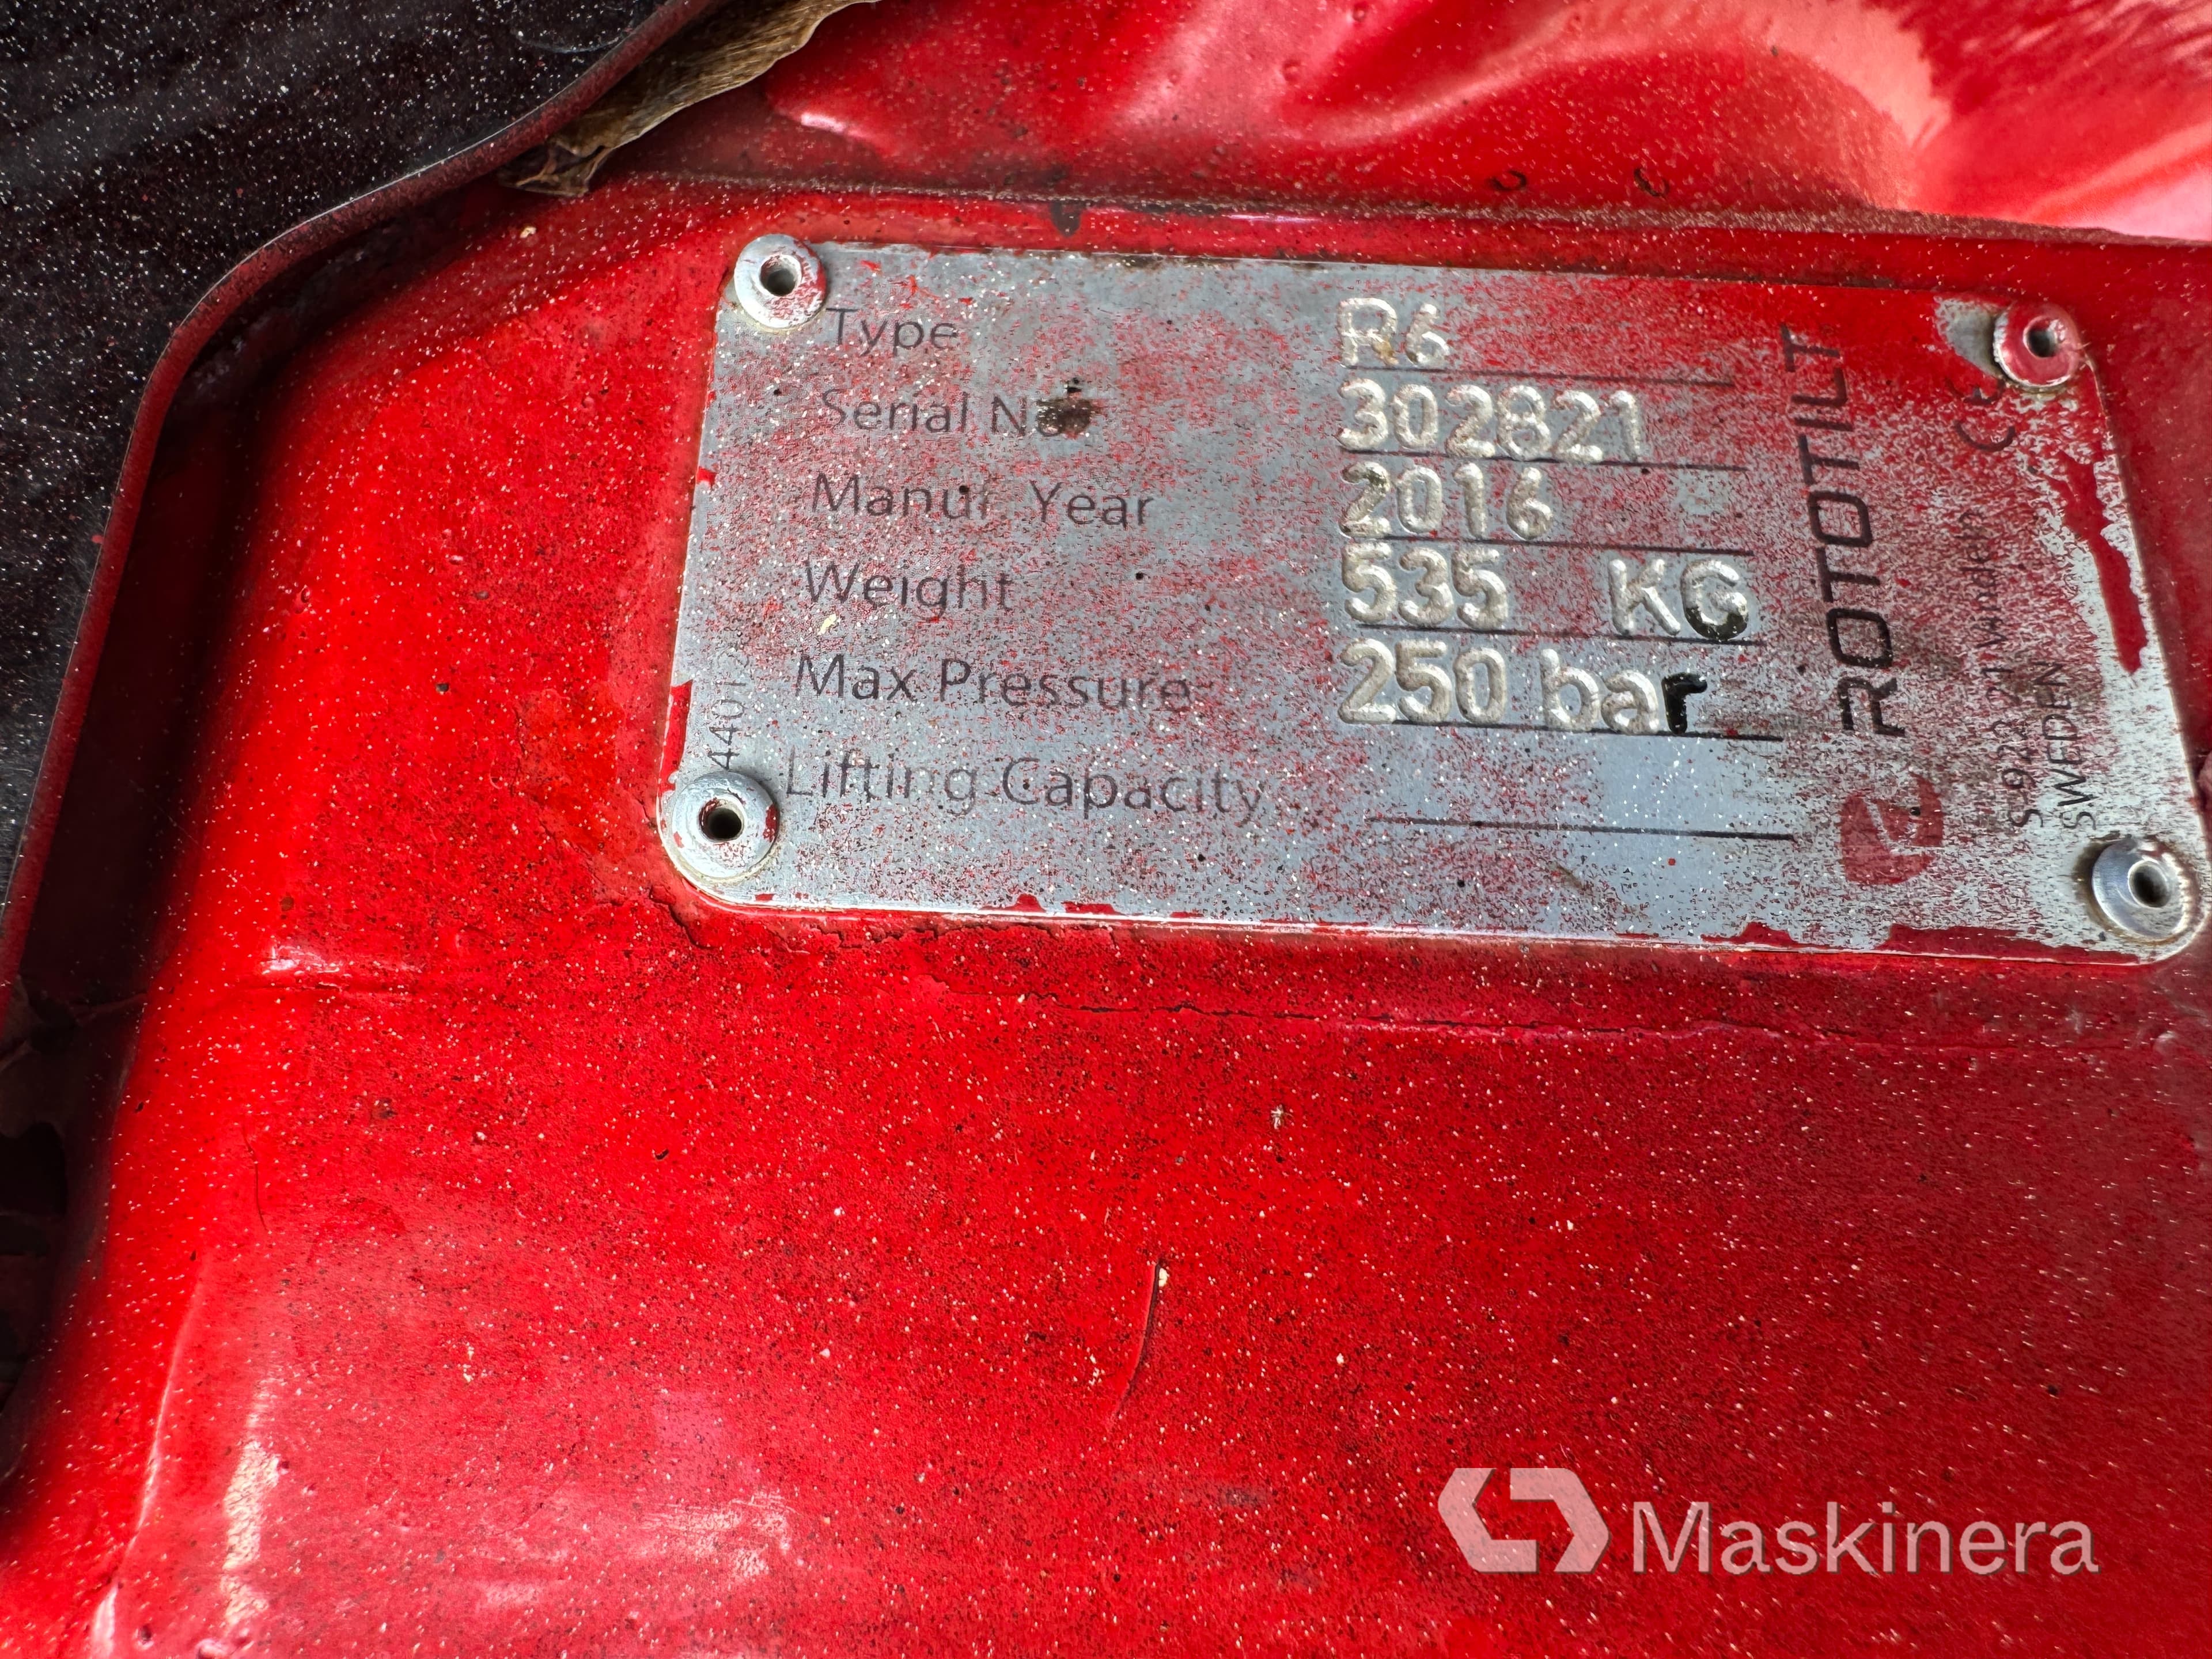 Type R6
Serial No. 302821
Manuf. Year 2016
Weight 535 KG
Max Pressure 250 bar
Lifting Capacity
ROTOTILT
CE
SWEDEN
Maskinera